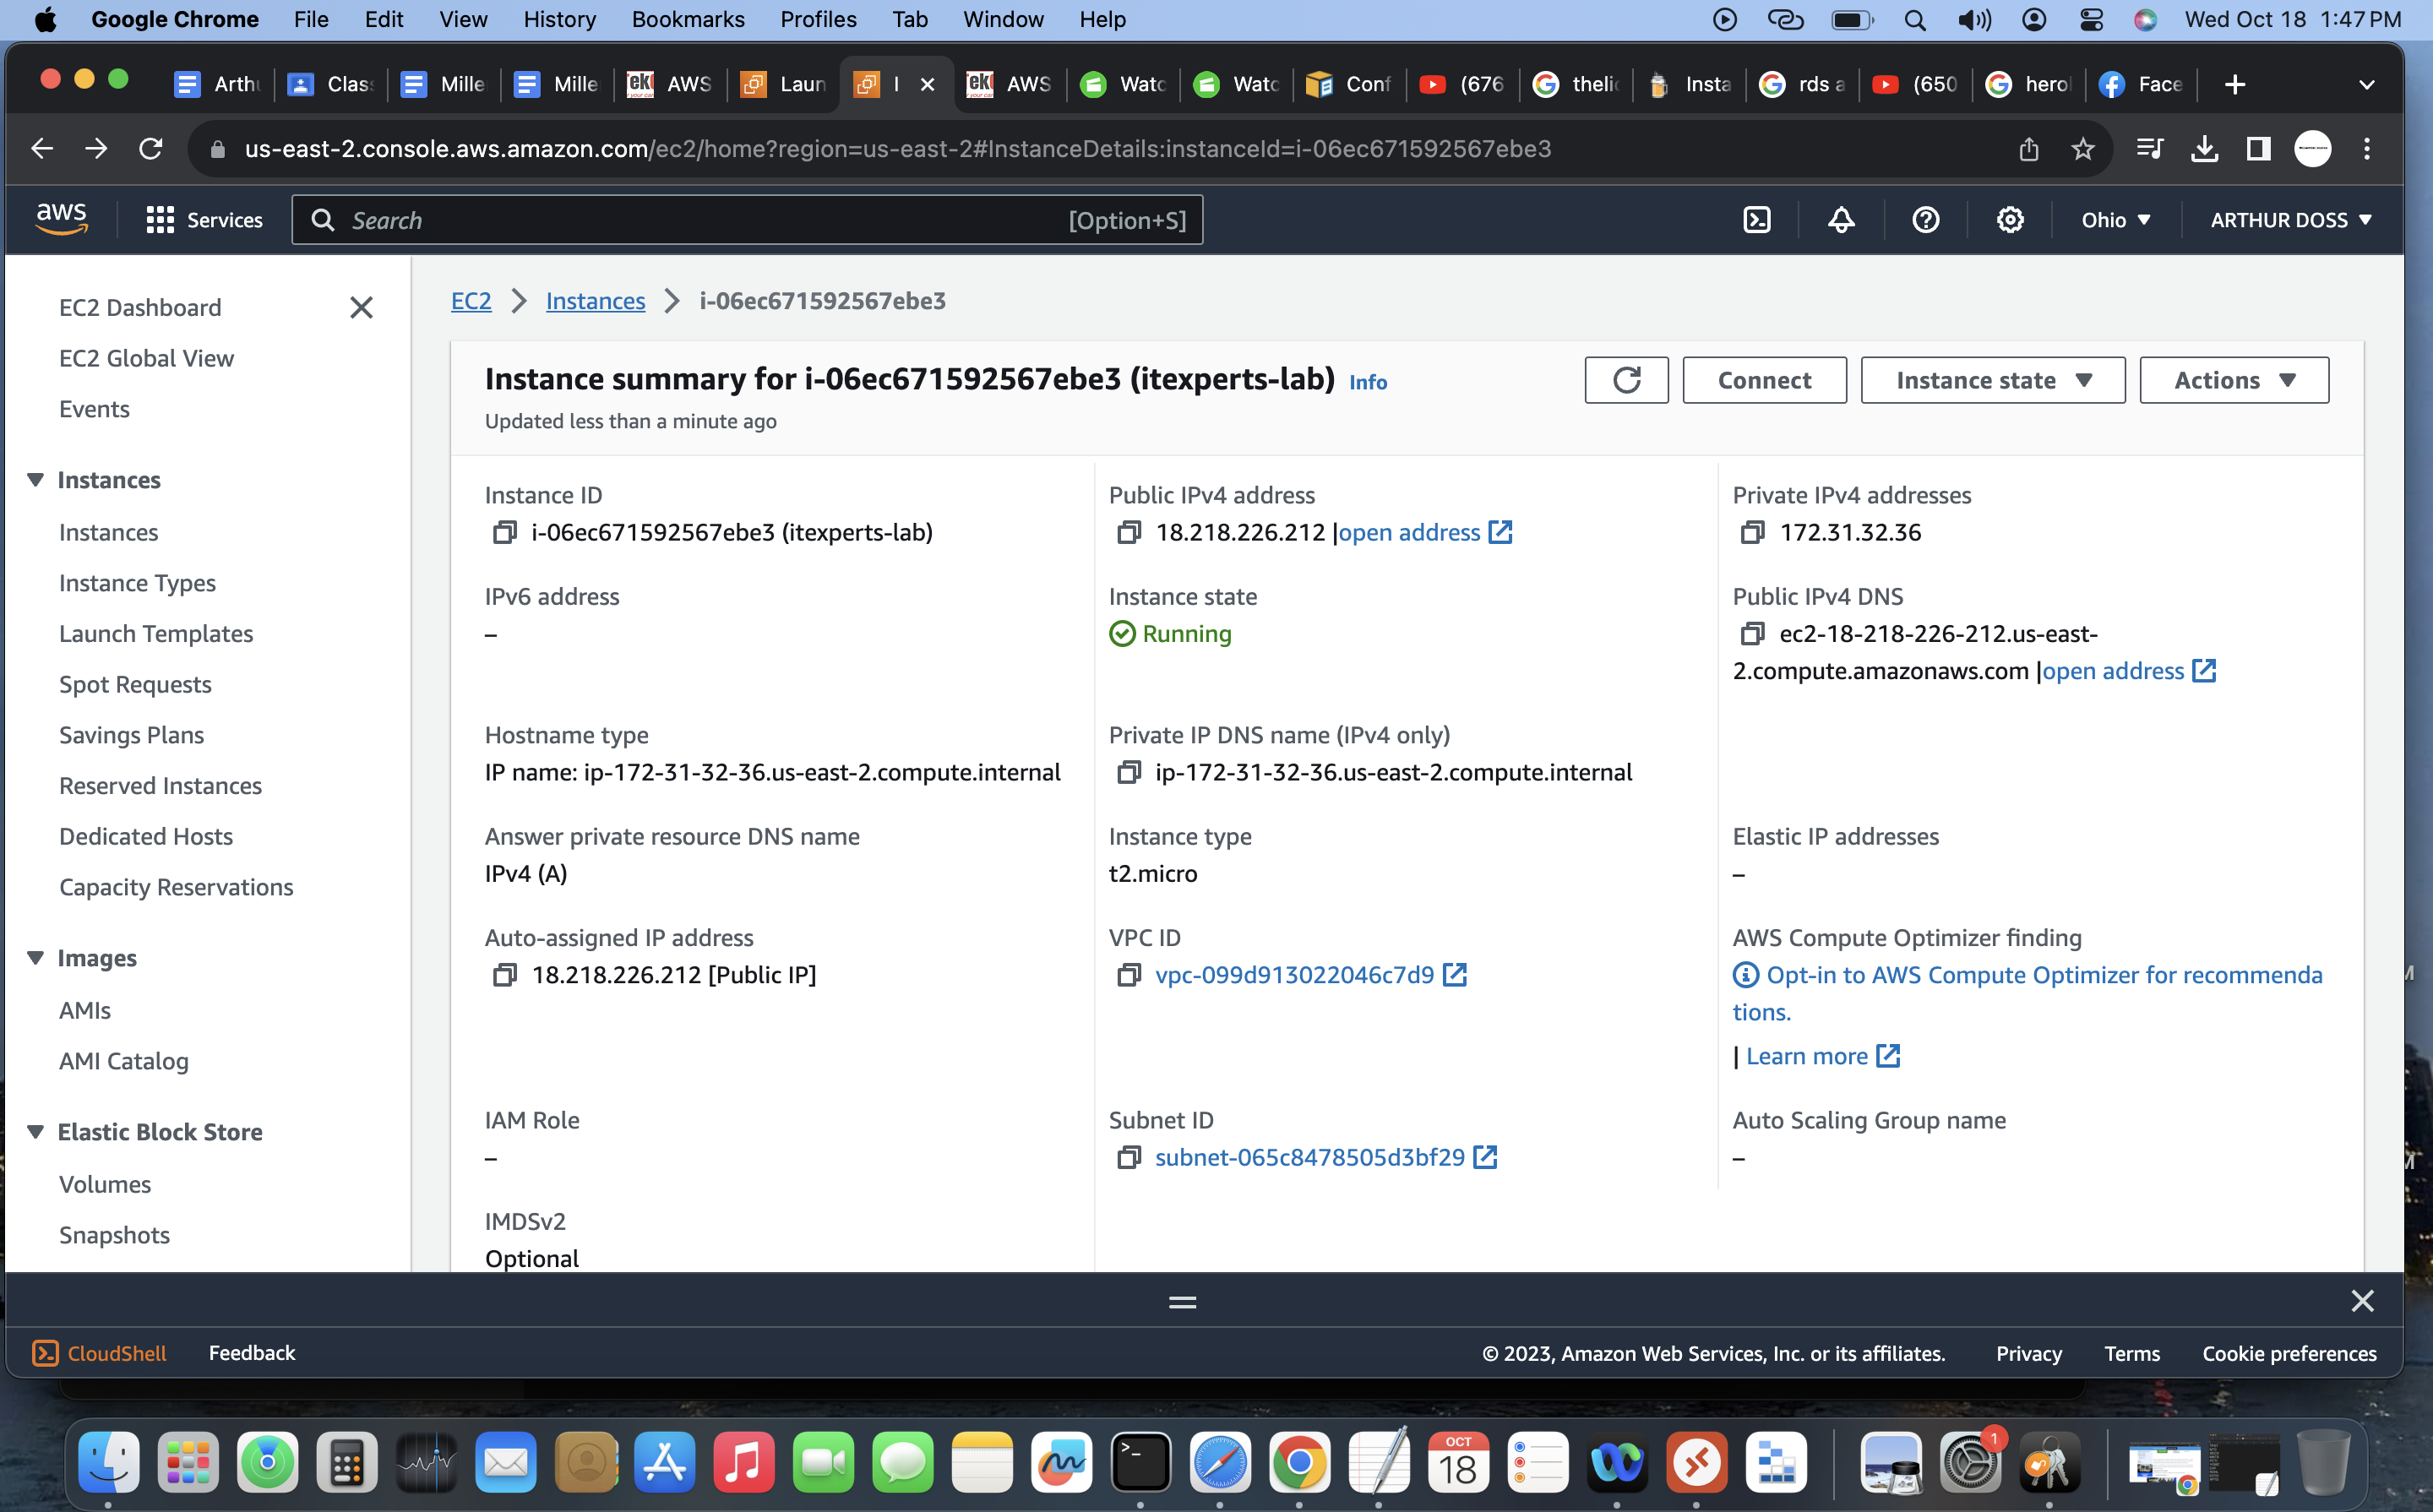 Google Chrome File Edit View History Bookmarks Profiles Tab Window Help Wed Oct 18 1:47 PM
Arthu Class Mille Mille AWS Laun I AWS Watc Watc Conf (676 thelic Insta rds a (650 herol Face
us-east-2.console.aws.amazon.com/ec2/home?region=us-east-2#InstanceDetails:instanceId=i-06ec671592567ebe3
aws Services Search [Option+S] Ohio ARTHUR DOSS
EC2 Dashboard
EC2 Global View
Events
Instances
Instances
Instance Types
Launch Templates
Spot Requests
Savings Plans
Reserved Instances
Dedicated Hosts
Capacity Reservations
Images
AMIs
AMI Catalog
Elastic Block Store
Volumes
Snapshots
EC2 > Instances > i-06ec671592567ebe3
Instance summary for i-06ec671592567ebe3 (itexperts-lab) Info
Updated less than a minute ago
Connect Instance state Actions
Instance ID
i-06ec671592567ebe3 (itexperts-lab)
Public IPv4 address
18.218.226.212 |open address
Private IPv4 addresses
172.31.32.36
IPv6 address
–
Instance state
Running
Public IPv4 DNS
ec2-18-218-226-212.us-east-
2.compute.amazonaws.com |open address
Hostname type
IP name: ip-172-31-32-36.us-east-2.compute.internal
Private IP DNS name (IPv4 only)
ip-172-31-32-36.us-east-2.compute.internal
Answer private resource DNS name
IPv4 (A)
Instance type
t2.micro
Elastic IP addresses
–
Auto-assigned IP address
18.218.226.212 [Public IP]
VPC ID
vpc-099d913022046c7d9
AWS Compute Optimizer finding
Opt-in to AWS Compute Optimizer for recommenda
tions.
| Learn more
IAM Role
–
Subnet ID
subnet-065c8478505d3bf29
Auto Scaling Group name
–
IMDSv2
Optional
CloudShell Feedback © 2023, Amazon Web Services, Inc. or its affiliates. Privacy Terms Cookie preferences
OCT
18
1